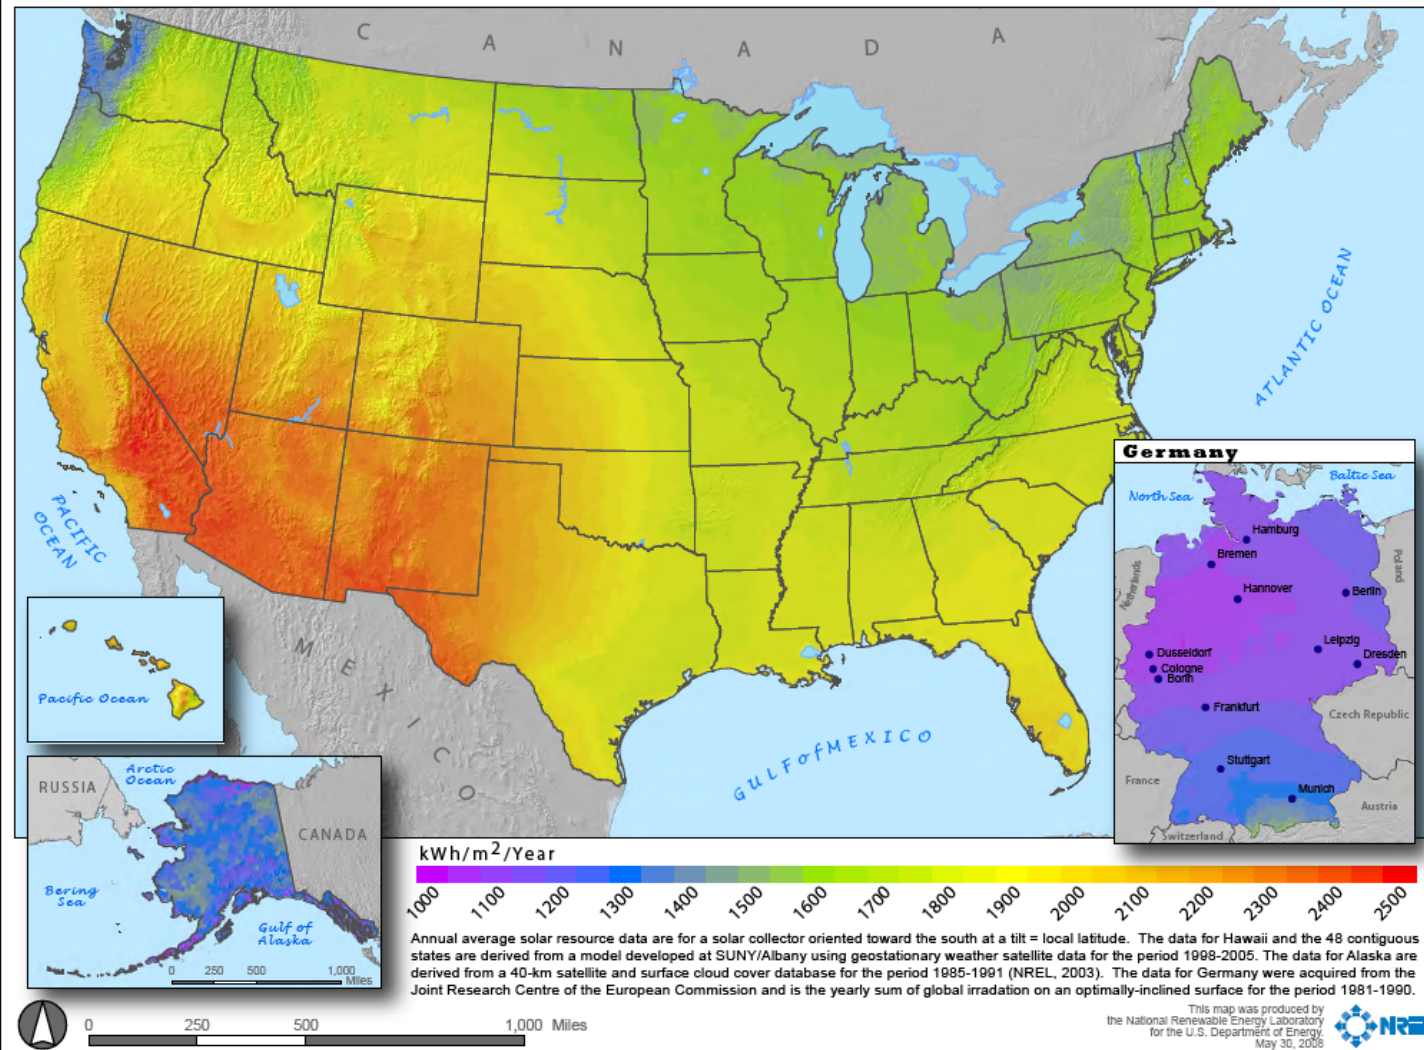 C A N A D A
ATLANTIC OCEAN
PACIFIC
OCEAN
MEXICO
GULF of MEXICO
Pacific Ocean
Arctic
Ocean
RUSSIA
CANADA
Bering
Sea
Gulf of
Alaska
0 250 500 1,000
Miles
Germany
North Sea
Baltic Sea
Hamburg
Bremen
Netherlands
Poland
Hannover
Berlin
Leipzig
Dusseldorf
Dresden
Cologne
Bonn
Frankfurt
Czech Republic
Stuttgart
France
Munich
Austria
Switzerland
kWh/m²/Year
1000 1100 1200 1300 1400 1500 1600 1700 1800 1900 2000 2100 2200 2300 2400 2500
Annual average solar resource data are for a solar collector oriented toward the south at a tilt = local latitude. The data for Hawaii and the 48 contiguous
states are derived from a model developed at SUNY/Albany using geostationary weather satellite data for the period 1998-2005. The data for Alaska are
derived from a 40-km satellite and surface cloud cover database for the period 1985-1991 (NREL, 2003). The data for Germany were acquired from the
Joint Research Centre of the European Commission and is the yearly sum of global irradation on an optimally-inclined surface for the period 1981-1990.
0 250 500 1,000 Miles
This map was produced by
the National Renewable Energy Laboratory
for the U.S. Department of Energy.
May 30, 2008